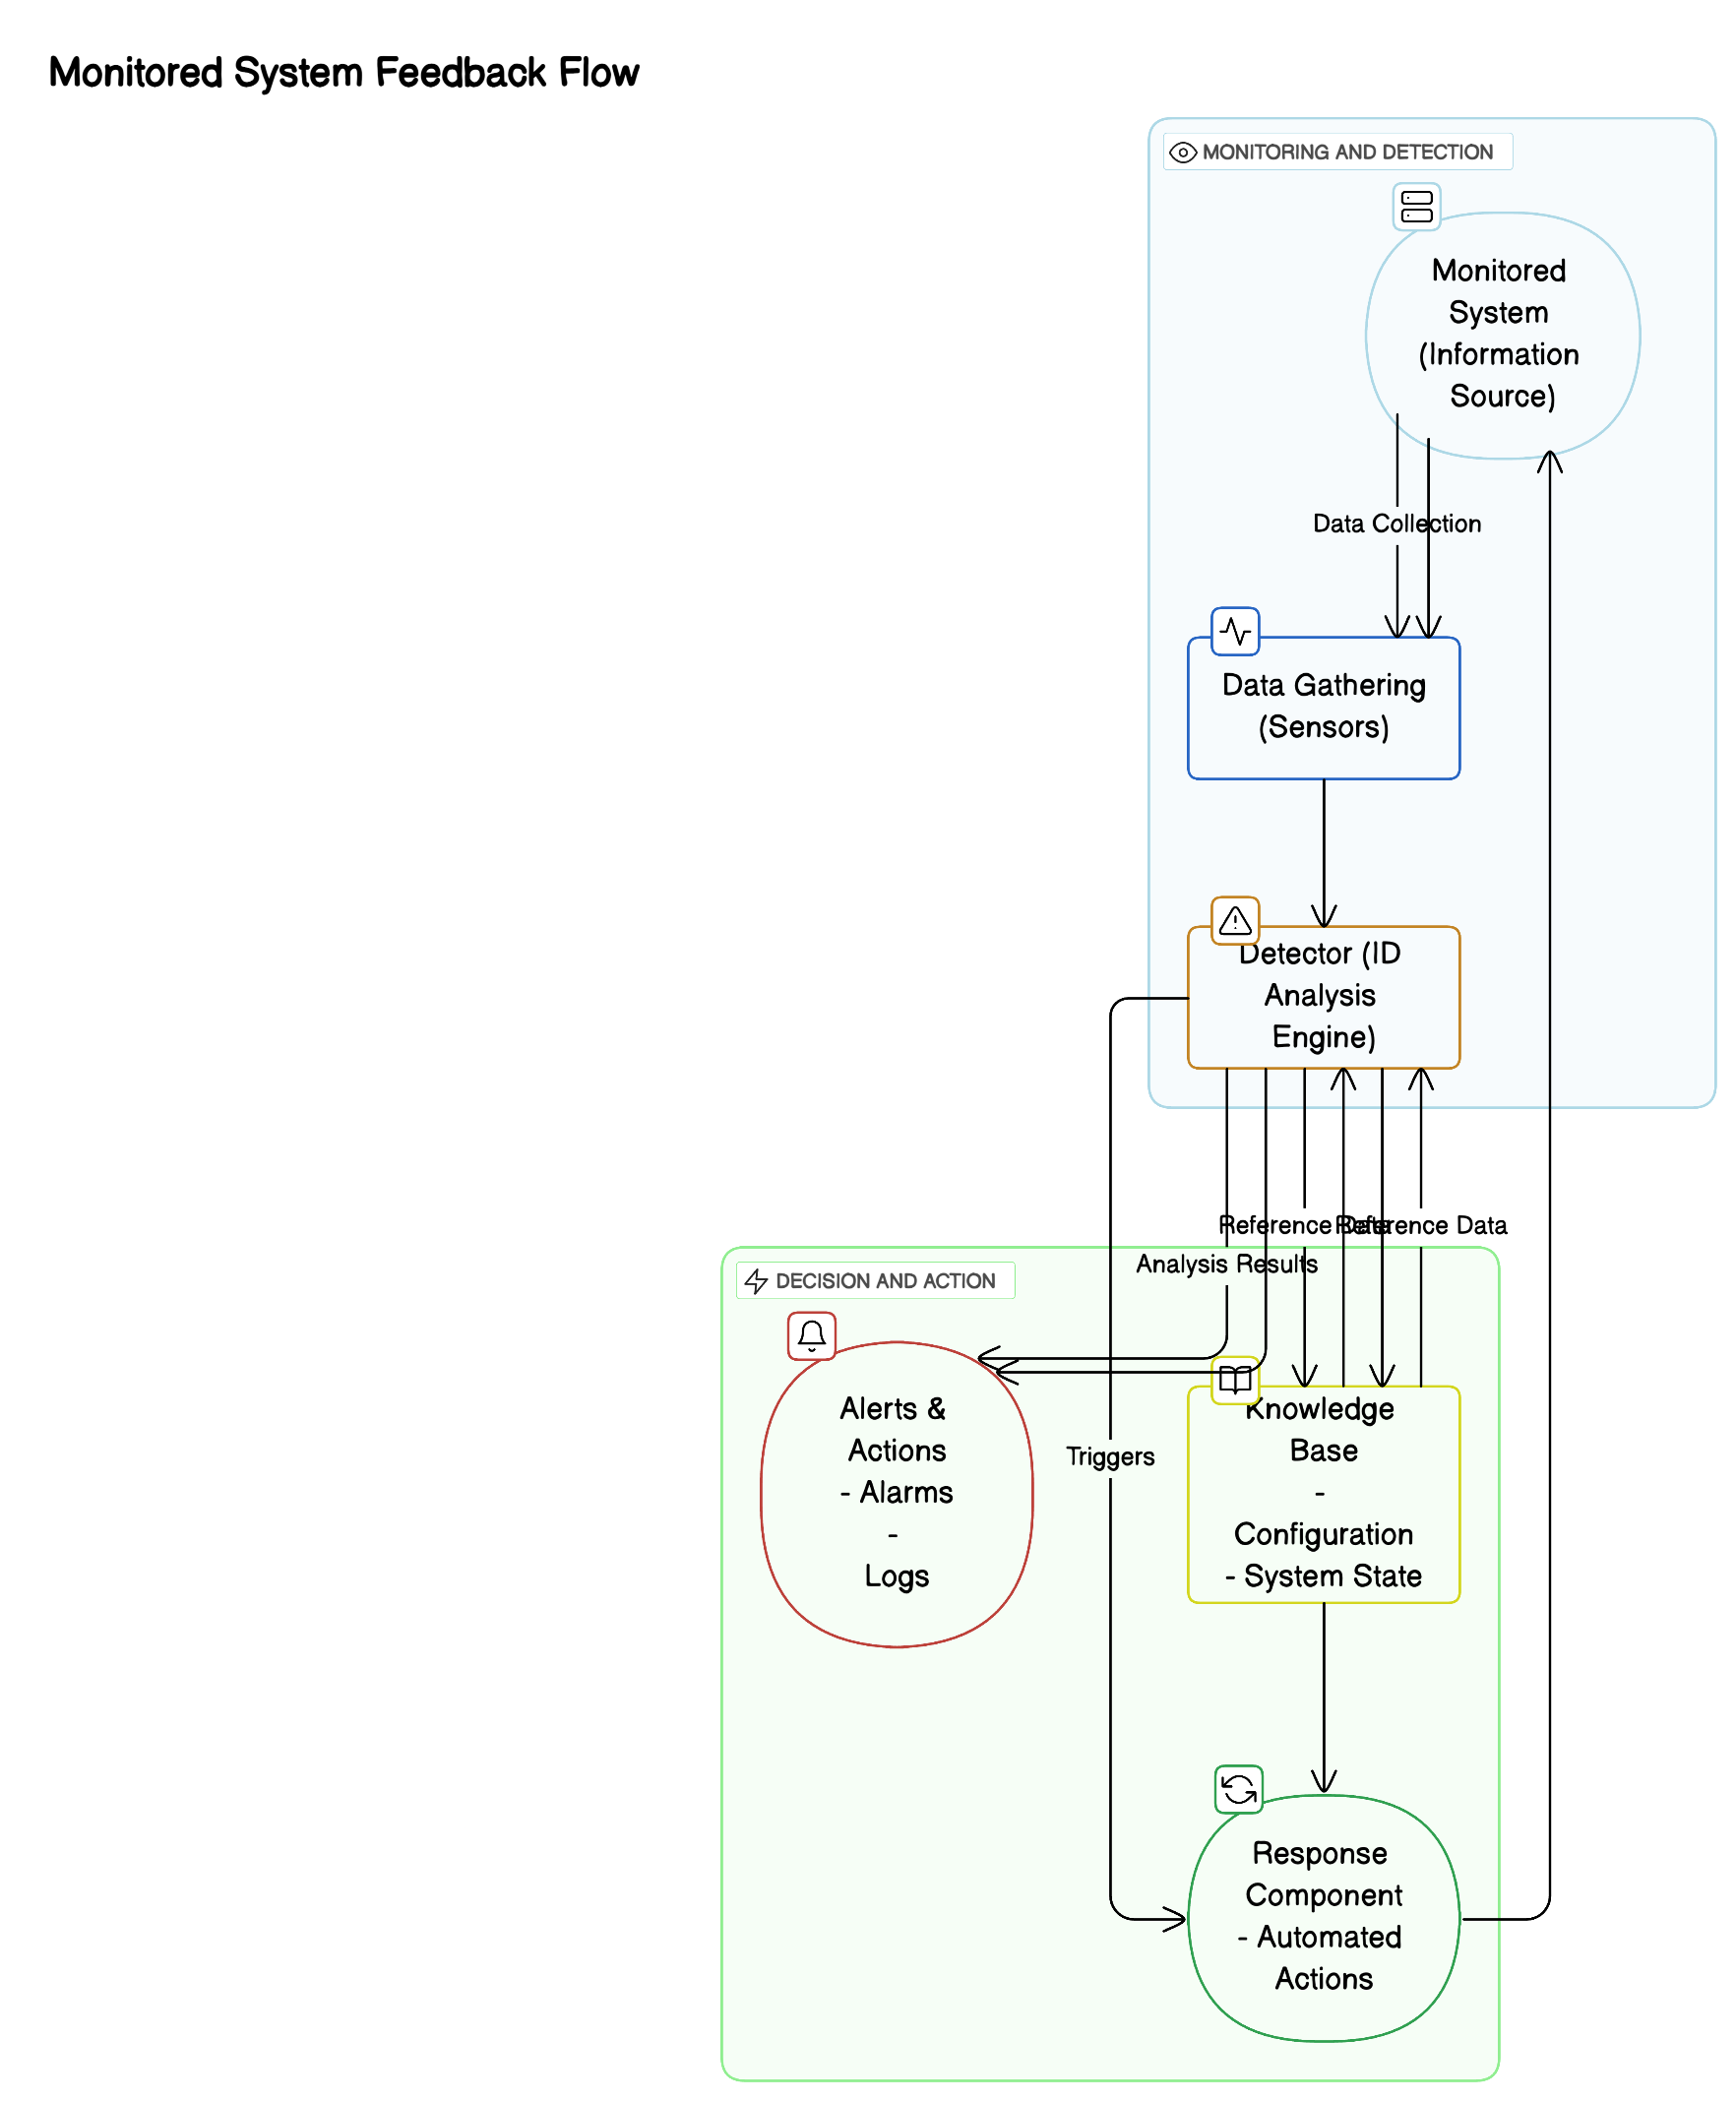 Monitored System Feedback Flow
MONITORING AND DETECTION
Monitored
System
(Information
Source)
Data Collection
Data Gathering
(Sensors)
Detector (ID
Analysis
Engine)
Reference Data
Reference Data
Analysis Results
DECISION AND ACTION
Alerts &
Actions
- Alarms
-
Logs
Triggers
Knowledge
Base
-
Configuration
- System State
Response
Component
- Automated
Actions